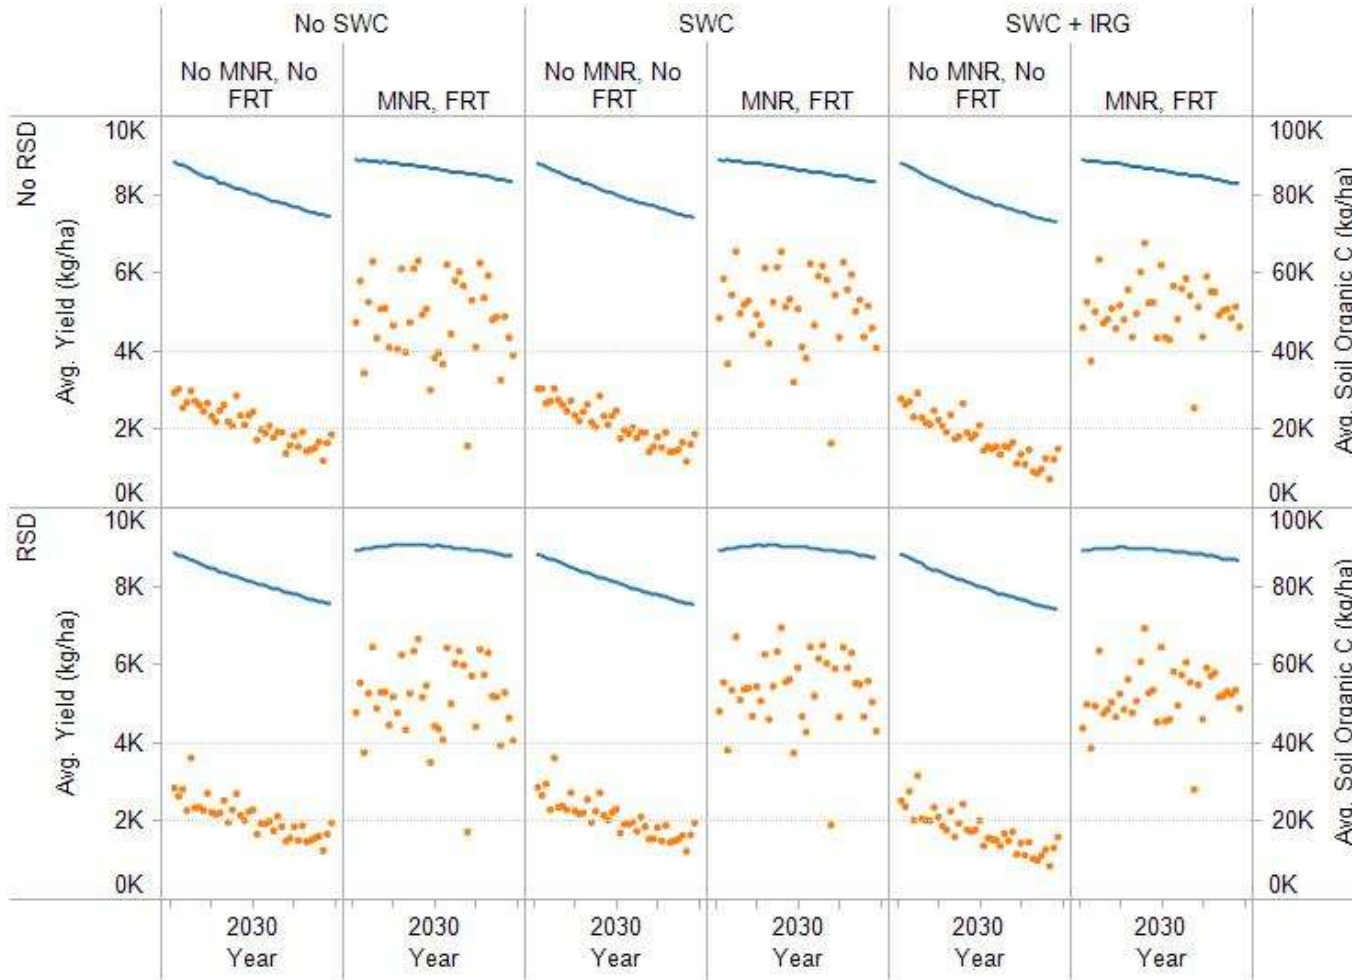 No SWC SWC SWC + IRG
No MNR, No FRT MNR, FRT No MNR, No FRT MNR, FRT No MNR, No FRT MNR, FRT
No RSD
Avg. Yield (kg/ha)
10K
8K
6K
4K
2K
0K
100K
80K
60K
40K
20K
0K
Avg. Soil Organic C (kg/ha)
RSD
Avg. Yield (kg/ha)
10K
8K
6K
4K
2K
0K
100K
80K
60K
40K
20K
0K
Avg. Soil Organic C (kg/ha)
2030 2030 2030 2030 2030 2030
Year Year Year Year Year Year